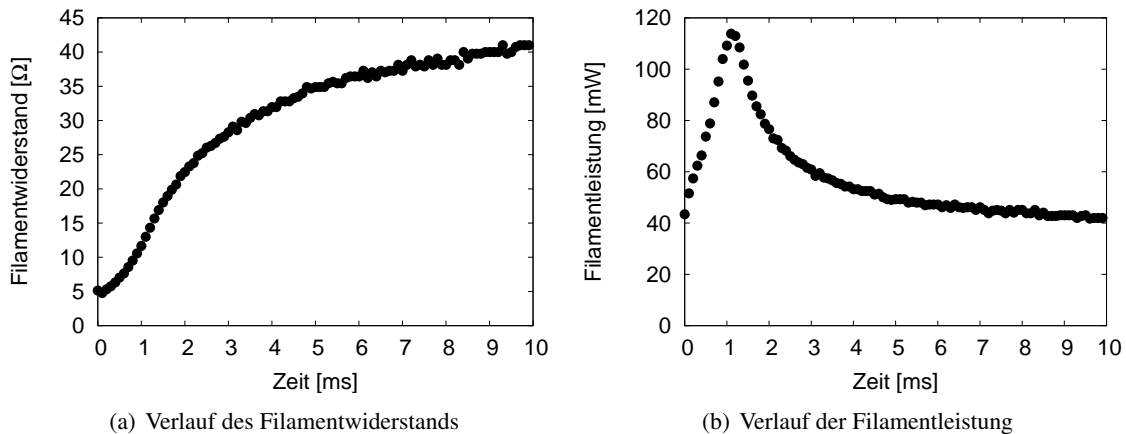 45
40
35
30
25
20
15
10
5
0
Filamentwiderstand [Ω]
0 1 2 3 4 5 6 7 8 9 10
Zeit [ms]
(a) Verlauf des Filamentwiderstands
120
100
80
60
40
20
0
Filamentleistung [mW]
0 1 2 3 4 5 6 7 8 9 10
Zeit [ms]
(b) Verlauf der Filamentleistung